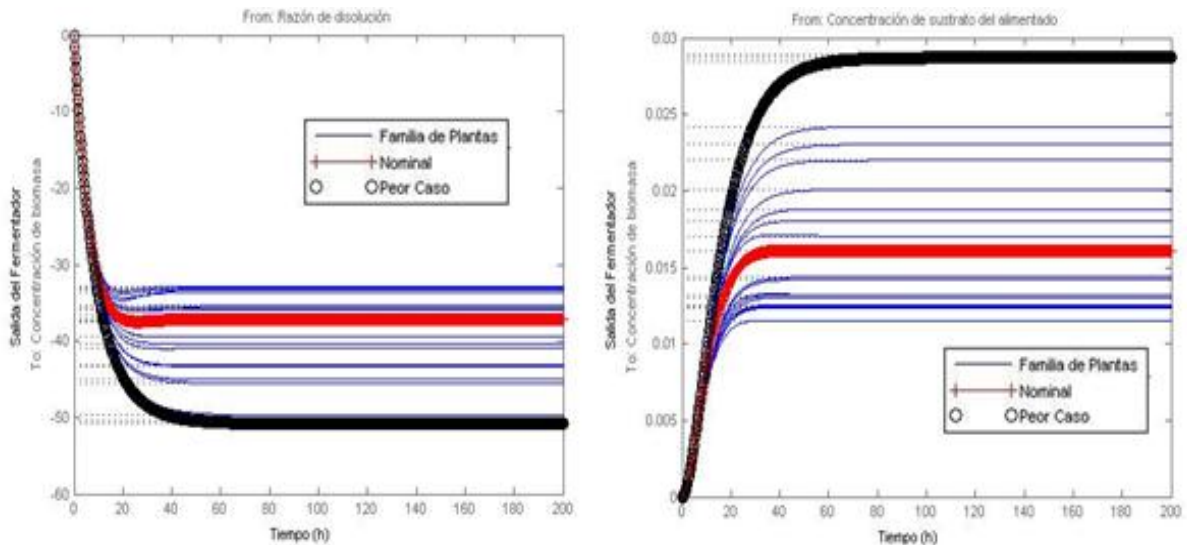 From: Razón de disolución
Salida del Fermentador
To: Concentración de biomasa
0
-10
-20
-30
-40
-50
-60
Familia de Plantas
Nominal
Peor Caso
0 20 40 60 80 100 120 140 160 180 200
Tiempo (h)
From: Concentración de sustrato del alimentado
Salida del Fermentador
To: Concentración de biomasa
0.03
0.025
0.02
0.015
0.01
0.005
0
Familia de Plantas
Nominal
Peor Caso
0 20 40 60 80 100 120 140 160 180 200
Tiempo (h)